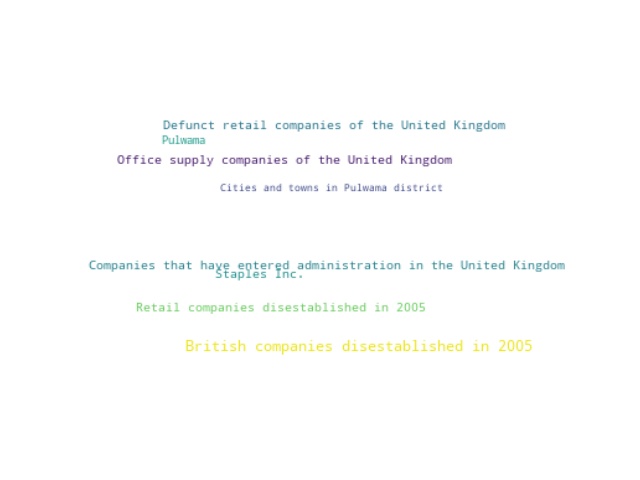 Defunct retail companies of the United Kingdom
Pulwama
Office supply companies of the United Kingdom
Cities and towns in Pulwama district
Companies that have entered administration in the United Kingdom
Staples Inc.
Retail companies disestablished in 2005
British companies disestablished in 2005